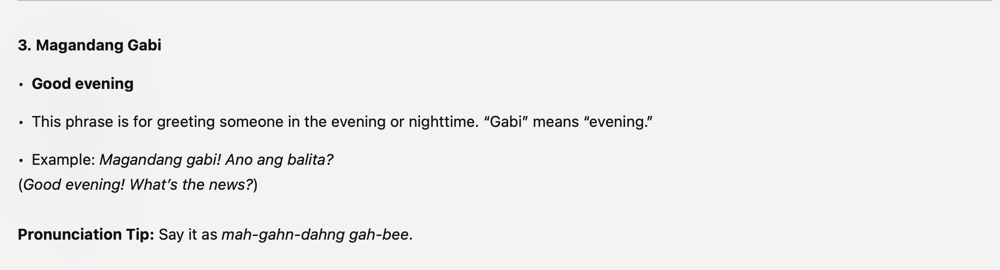 3. Magandang Gabi
• Good evening
• This phrase is for greeting someone in the evening or nighttime. “Gabi” means “evening.”
• Example: Magandang gabi! Ano ang balita?
(Good evening! What’s the news?)
Pronunciation Tip: Say it as mah-gahn-dahng gah-bee.